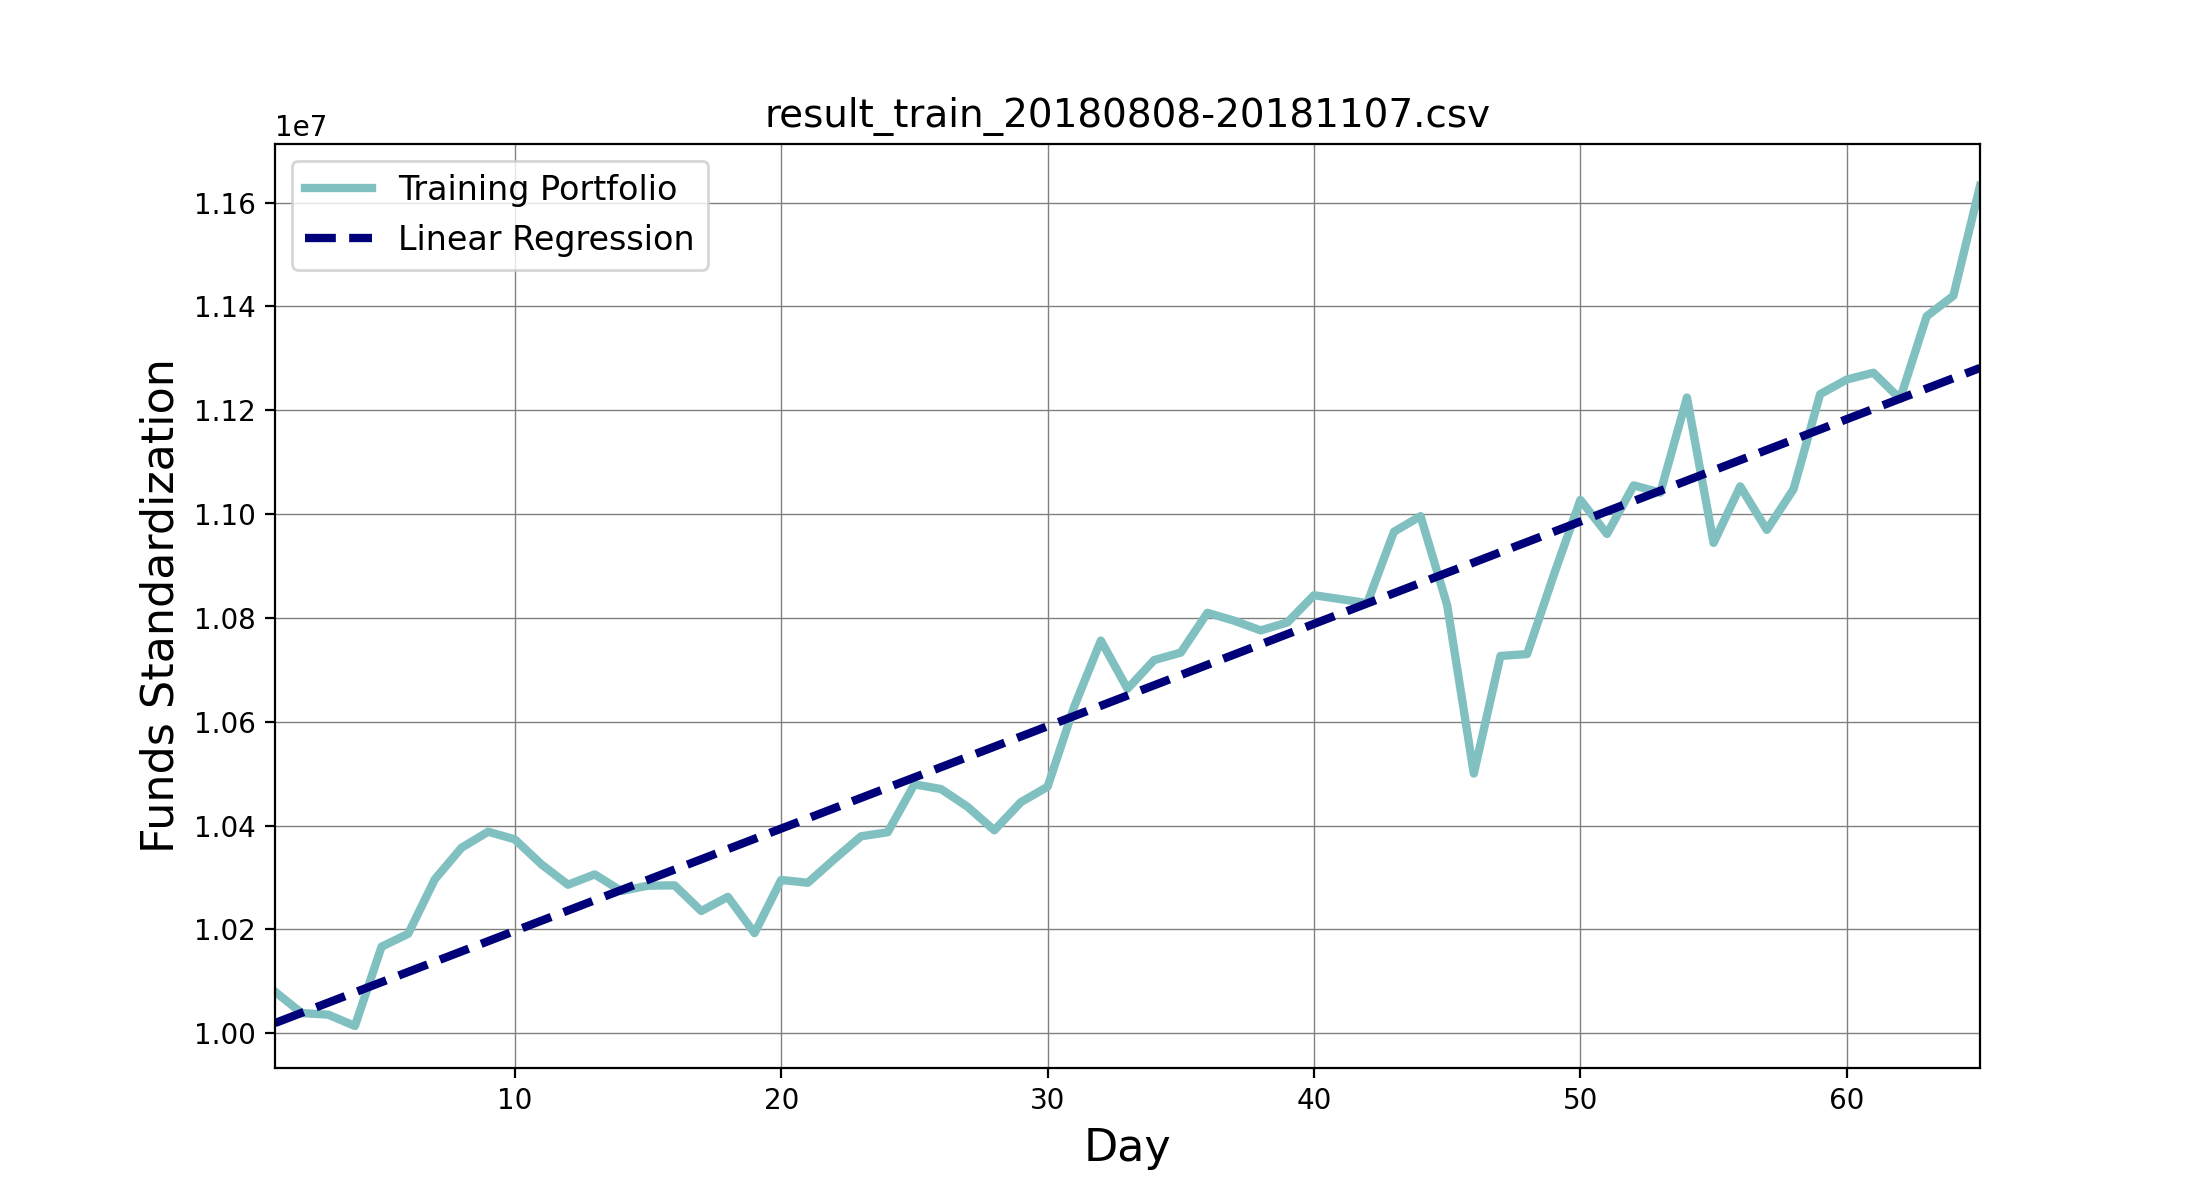 result_train_20180808-20181107.csv
1e7
Training Portfolio
Linear Regression
1.16
1.14
1.12
1.10
1.08
1.06
1.04
1.02
1.00
Funds Standardization
10 20 30 40 50 60
Day